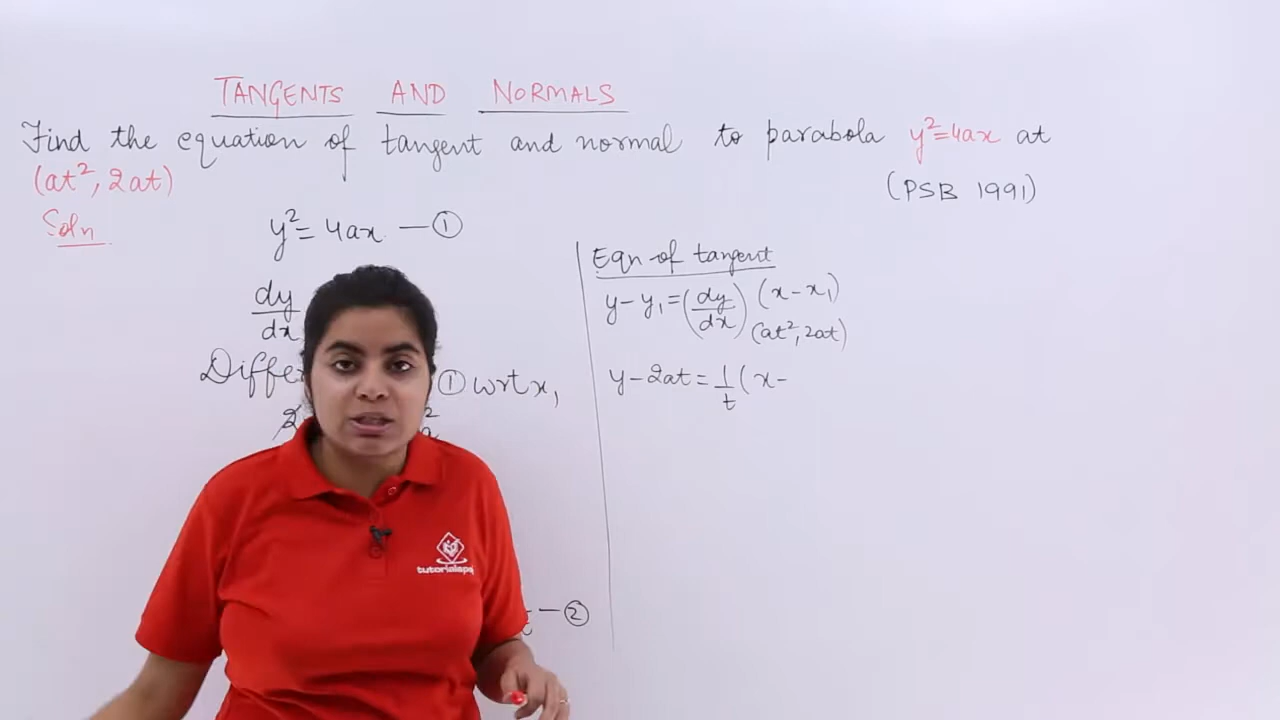 TANGENTS AND NORMALS
Find the equation of tangent and normal to parabola y²=4ax at
(at², 2at)
(PSB 1991)
Soln
y²= 4ax —①
dy
dx
① wrt x,
2
a
—②
Eqn of tangent
y-y₁=(dy/dx) (x-x₁)
(at², 2at)
y-2at=1/t(x-
tutorialsp